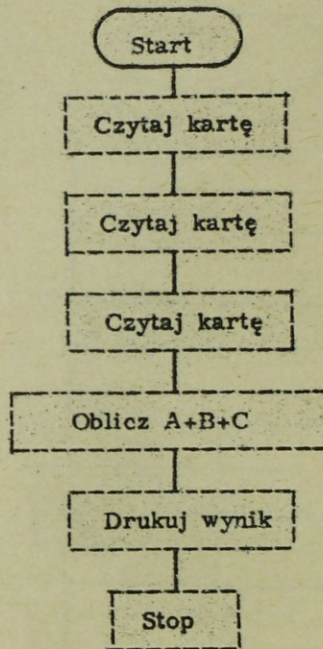 Start
Czytaj kartę
Czytaj kartę
Czytaj kartę
Oblicz A+B+C
Drukuj wynik
Stop